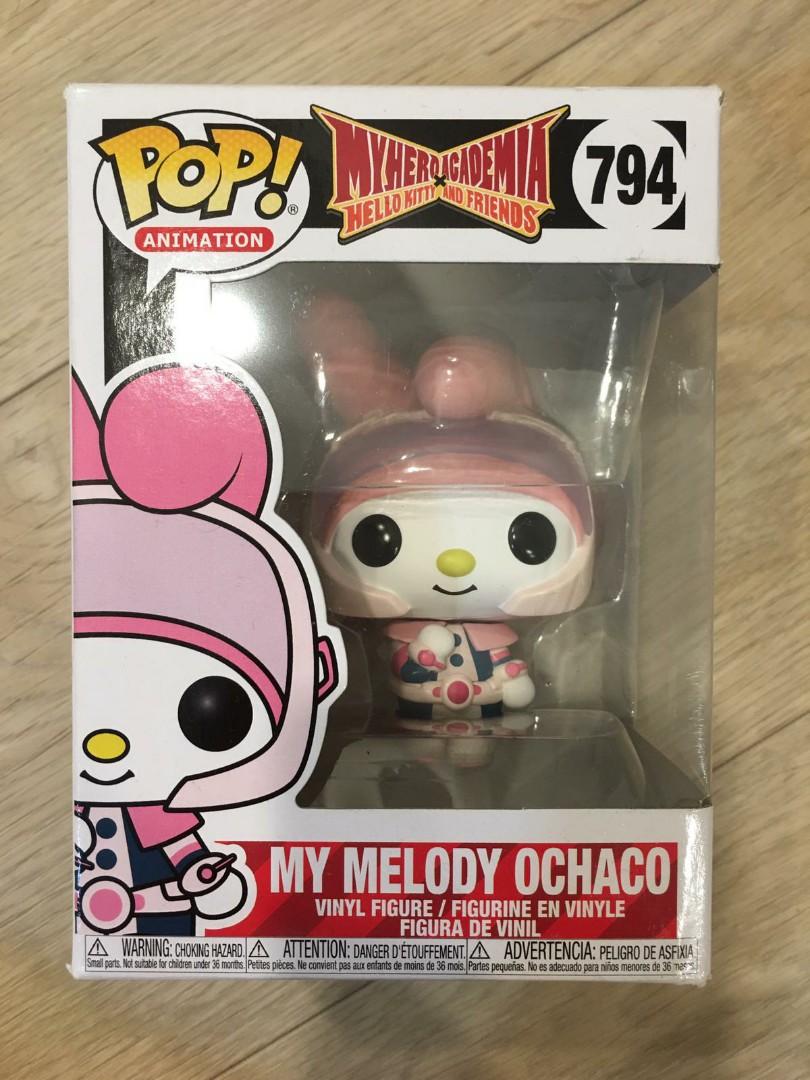 POP!®
ANIMATION
MY HERO ACADEMIA
×
HELLO KITTY AND FRIENDS
794
MY MELODY OCHACO
VINYL FIGURE / FIGURINE EN VINYLE
FIGURA DE VINIL
WARNING: CHOKING HAZARD.
Small parts. Not suitable for children under 36 months.
ATTENTION: DANGER D'ÉTOUFFEMENT.
Petites pièces. Ne convient pas aux enfants de moins de 36 mois.
ADVERTENCIA: PELIGRO DE ASFIXIA
Partes pequeñas. No es adecuado para niños menores de 36 meses